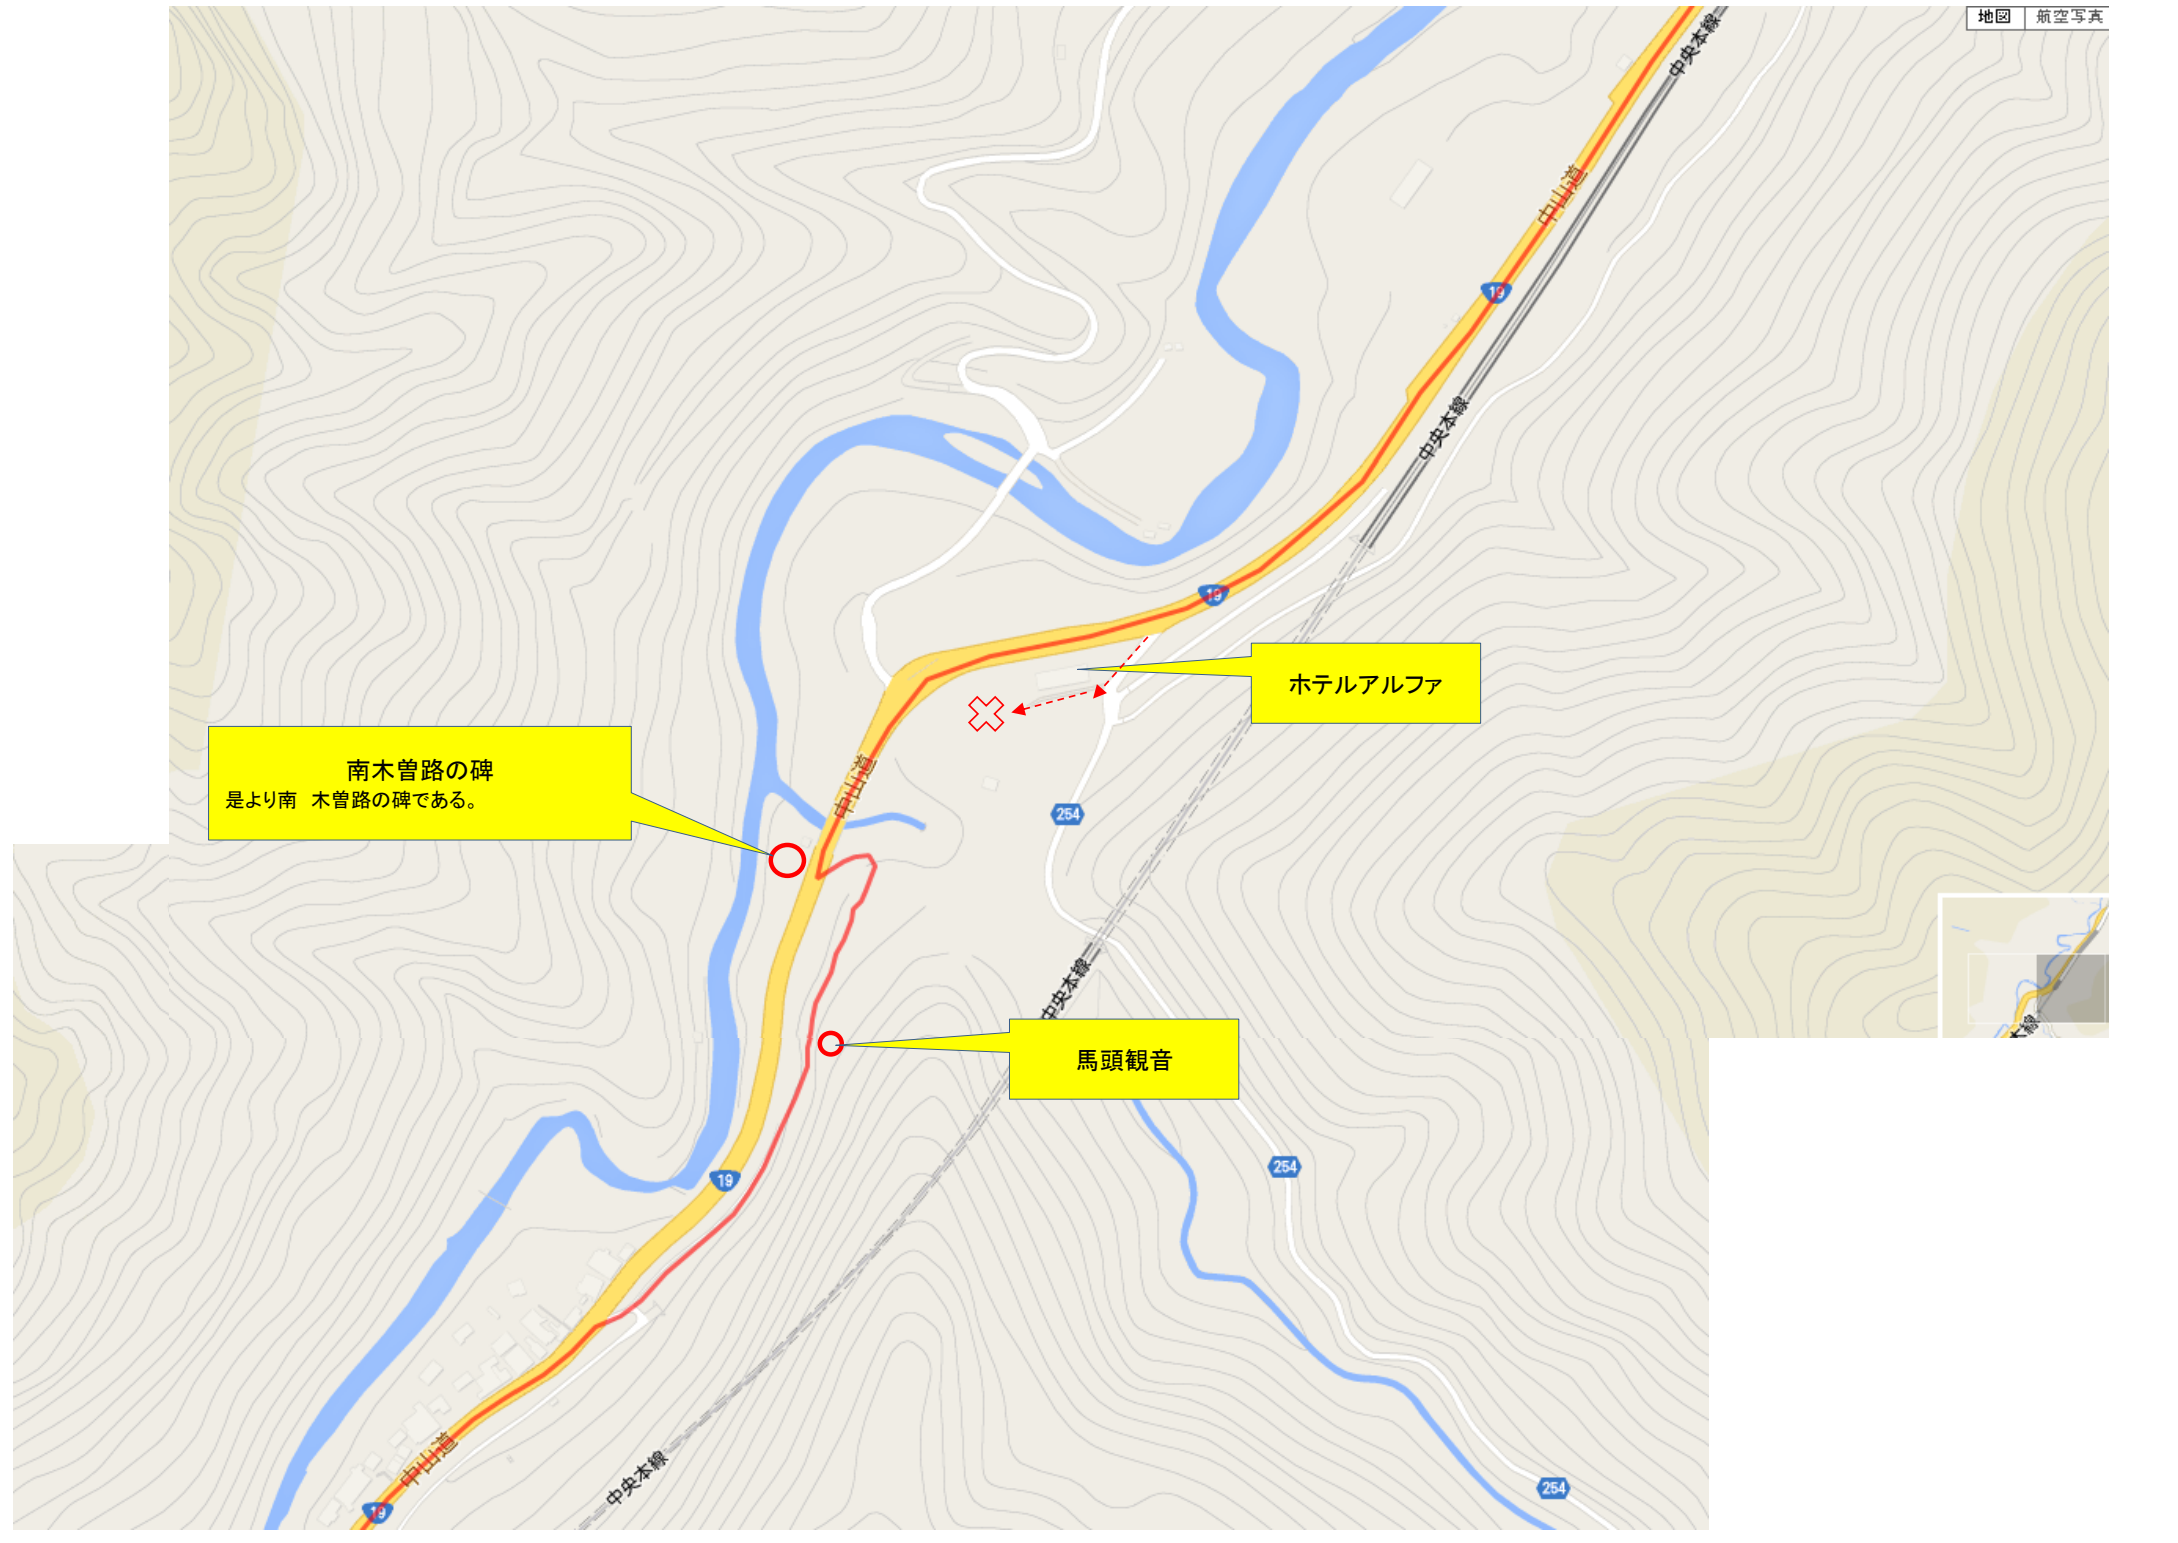 地図 航空写真
中央本線
中山道
19
中央本線
19
ホテルアルファ
南木曽路の碑
是より南　木曽路の碑である。
中山道
254
中央本線
馬頭観音
本線
254
19
中山道
中央本線
254
19